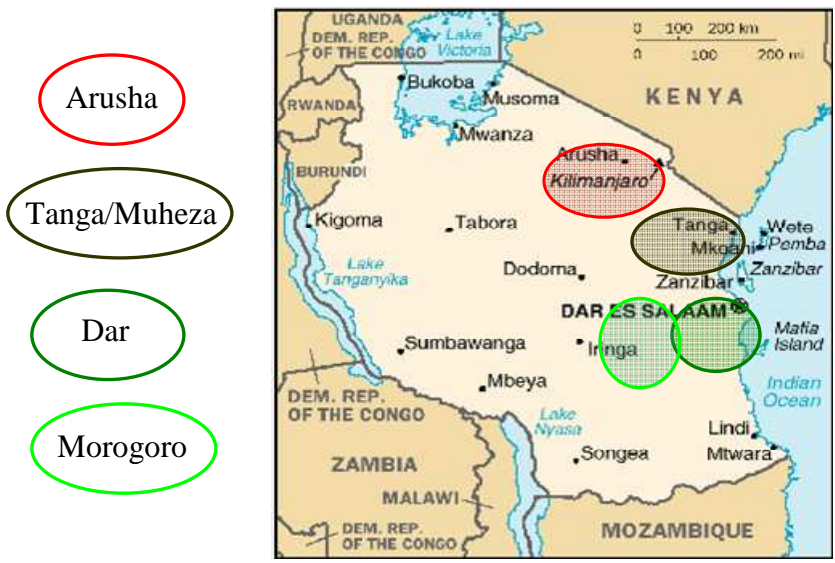 Arusha
Tanga/Muheza
Dar
Morogoro
UGANDA
DEM. REP.
OF THE CONGO
Lake
Victoria
0 100 200 km
0 100 200 mi
Bukoba
Musoma
RWANDA
KENYA
Mwanza
Arusha
Kilimanjaro
BURUNDI
Kigoma
Tabora
Tanga
Wete
Mkoani
Pemba
Lake
Tanganyika
Dodoma
Zanzibar
Zanzibar
DAR ES SALAAM
Mafia
Island
Sumbawanga
Iringa
Mbeya
Indian
Ocean
DEM. REP.
OF THE CONGO
Lake
Nyasa
Lindi
Mtwara
Songea
ZAMBIA
MALAWI
MOZAMBIQUE
DEM. REP.
OF THE CONGO